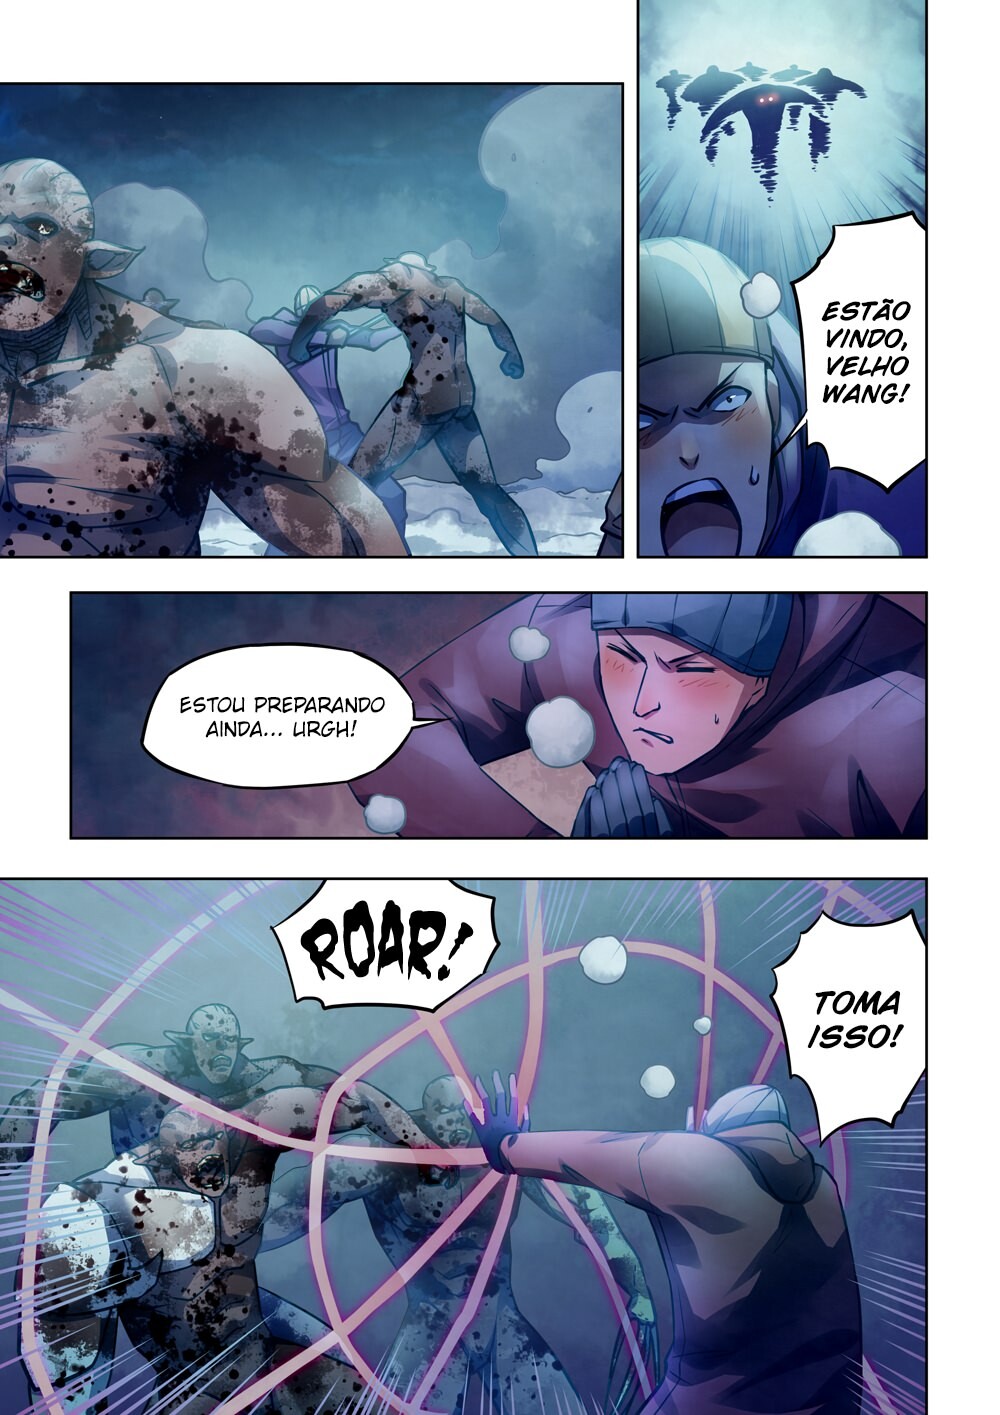 ESTÃO
VINDO,
VELHO
WANG!
ESTOU PREPARANDO
AINDA... URGH!
ROAR!
TOMA
ISSO!